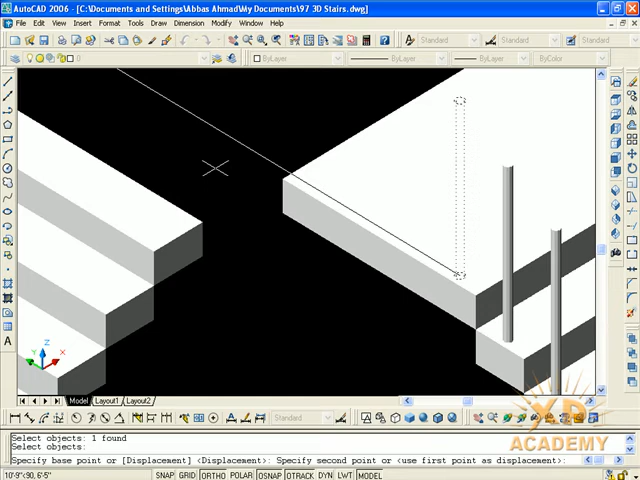 AutoCAD 2006 - [C:\Documents and Settings\Abbas Ahmad\My Documents\97 3D Stairs.dwg]
File Edit View Insert Format Tools Draw Dimension Modify Window Help
Standard Standard Standard
0 ByLayer ByLayer ByLayer ByColor
Z
Y X
Model Layout1 Layout2
Standard
XD
ACADEMY
Select objects: 1 found
Select objects:
Specify base point or [Displacement] <Displacement>: Specify second point or <use first point as displacement>:
10'-9"<90, 6'-5" SNAP GRID ORTHO POLAR OSNAP OTRACK DYN LWT MODEL